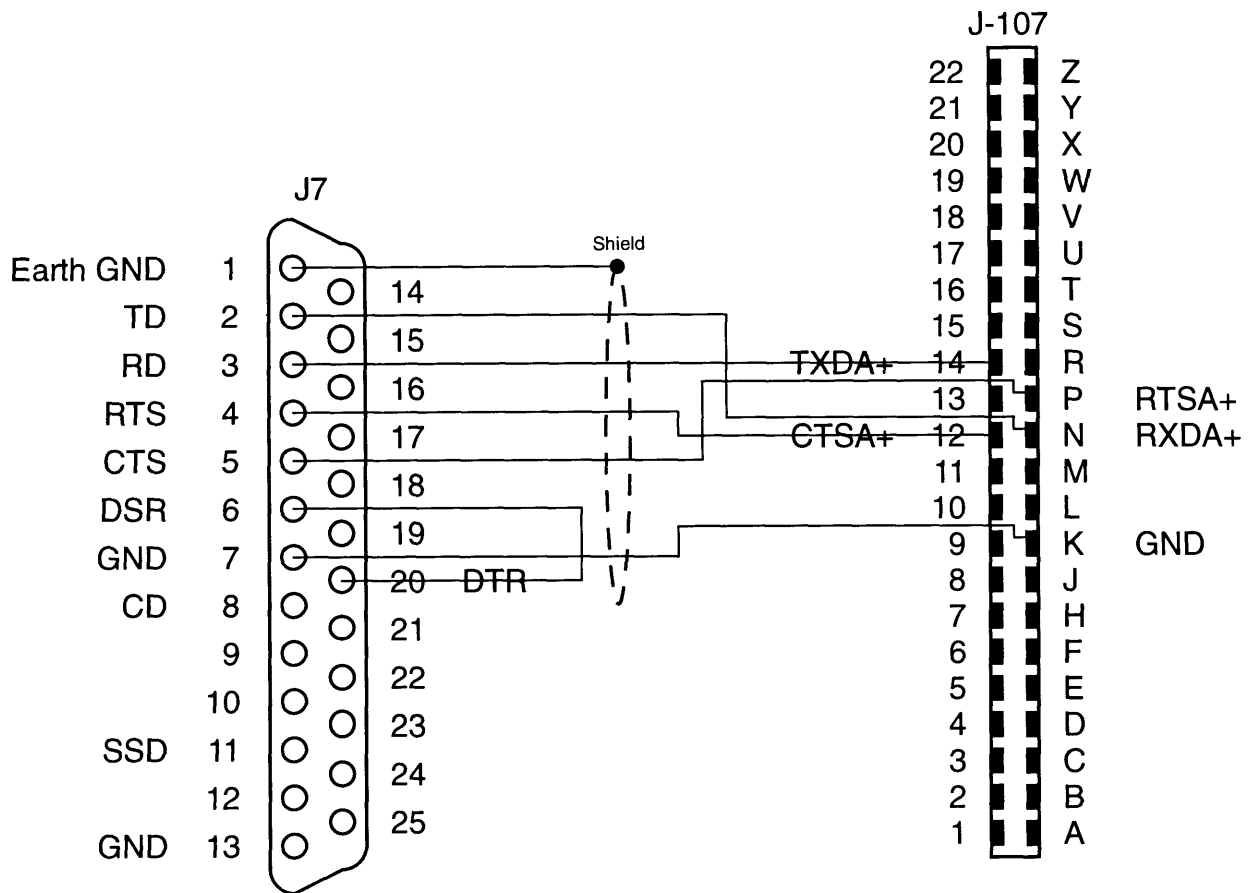 J-107
22 Z
21 Y
20 X
19 W
18 V
17 U
16 T
15 S
TXDA+ 14 R
13 P RTSA+
CTSA+ 12 N RXDA+
11 M
10 L
9 K GND
8 J
7 H
6 F
5 E
4 D
3 C
2 B
1 A
J7
Shield
Earth GND 1
14
TD 2
15
RD 3
16
RTS 4
17
CTS 5
18
DSR 6
19
GND 7
20 DTR
CD 8
21
9
22
10
23
SSD 11
24
12
25
GND 13